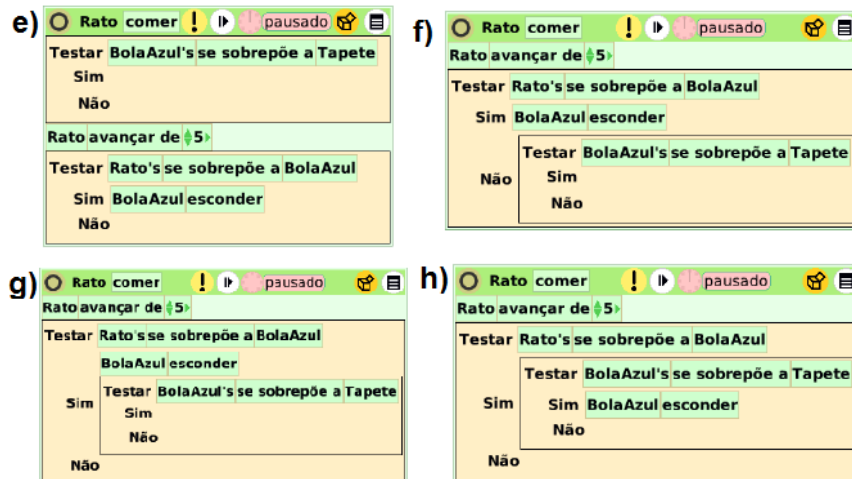 e)
Rato comer ! pausado
Testar BolaAzul's se sobrepõe a Tapete
Sim
Não
Rato avançar de 5
Testar Rato's se sobrepõe a BolaAzul
Sim BolaAzul esconder
Não
f)
Rato comer ! pausado
Rato avançar de 5
Testar Rato's se sobrepõe a BolaAzul
Sim BolaAzul esconder
Testar BolaAzul's se sobrepõe a Tapete
Não Sim
Não
g)
Rato comer ! pausado
Rato avançar de 5
Testar Rato's se sobrepõe a BolaAzul
BolaAzul esconder
Testar BolaAzul's se sobrepõe a Tapete
Sim Sim
Não
Não
h)
Rato comer ! pausado
Rato avançar de 5
Testar Rato's se sobrepõe a BolaAzul
Testar BolaAzul's se sobrepõe a Tapete
Sim Sim BolaAzul esconder
Não
Não